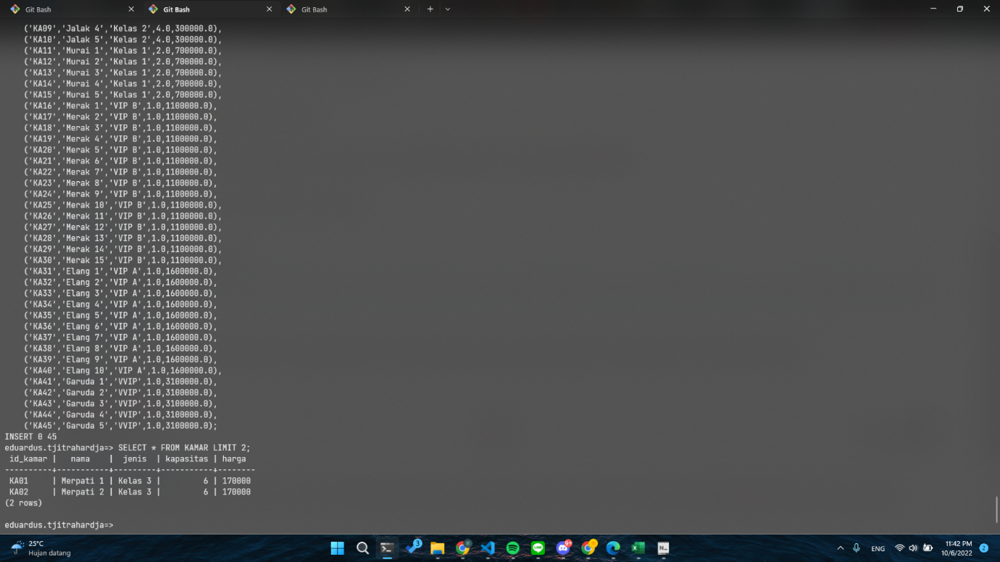 Git Bash
Git Bash
Git Bash
('KA09','Jalak 4','Kelas 2',4.0,300000.0),
('KA10','Jalak 5','Kelas 2',4.0,300000.0),
('KA11','Murai 1','Kelas 1',2.0,700000.0),
('KA12','Murai 2','Kelas 1',2.0,700000.0),
('KA13','Murai 3','Kelas 1',2.0,700000.0),
('KA14','Murai 4','Kelas 1',2.0,700000.0),
('KA15','Murai 5','Kelas 1',2.0,700000.0),
('KA16','Merak 1','VIP B',1.0,1100000.0),
('KA17','Merak 2','VIP B',1.0,1100000.0),
('KA18','Merak 3','VIP B',1.0,1100000.0),
('KA19','Merak 4','VIP B',1.0,1100000.0),
('KA20','Merak 5','VIP B',1.0,1100000.0),
('KA21','Merak 6','VIP B',1.0,1100000.0),
('KA22','Merak 7','VIP B',1.0,1100000.0),
('KA23','Merak 8','VIP B',1.0,1100000.0),
('KA24','Merak 9','VIP B',1.0,1100000.0),
('KA25','Merak 10','VIP B',1.0,1100000.0),
('KA26','Merak 11','VIP B',1.0,1100000.0),
('KA27','Merak 12','VIP B',1.0,1100000.0),
('KA28','Merak 13','VIP B',1.0,1100000.0),
('KA29','Merak 14','VIP B',1.0,1100000.0),
('KA30','Merak 15','VIP B',1.0,1100000.0),
('KA31','Elang 1','VIP A',1.0,1600000.0),
('KA32','Elang 2','VIP A',1.0,1600000.0),
('KA33','Elang 3','VIP A',1.0,1600000.0),
('KA34','Elang 4','VIP A',1.0,1600000.0),
('KA35','Elang 5','VIP A',1.0,1600000.0),
('KA36','Elang 6','VIP A',1.0,1600000.0),
('KA37','Elang 7','VIP A',1.0,1600000.0),
('KA38','Elang 8','VIP A',1.0,1600000.0),
('KA39','Elang 9','VIP A',1.0,1600000.0),
('KA40','Elang 10','VIP A',1.0,1600000.0),
('KA41','Garuda 1','VVIP',1.0,3100000.0),
('KA42','Garuda 2','VVIP',1.0,3100000.0),
('KA43','Garuda 3','VVIP',1.0,3100000.0),
('KA44','Garuda 4','VVIP',1.0,3100000.0),
('KA45','Garuda 5','VVIP',1.0,3100000.0);
INSERT 0 45
eduardus.tjitrahardja=> SELECT * FROM KAMAR LIMIT 2;
id_kamar | nama | jenis | kapasitas | harga
----------+-----------+---------+-----------+--------
KA01 | Merpati 1 | Kelas 3 | 6 | 170000
KA02 | Merpati 2 | Kelas 3 | 6 | 170000
(2 rows)
eduardus.tjitrahardja=>
25°C
Hujan datang
3
9+
ENG
11:42 PM
10/6/2022
2